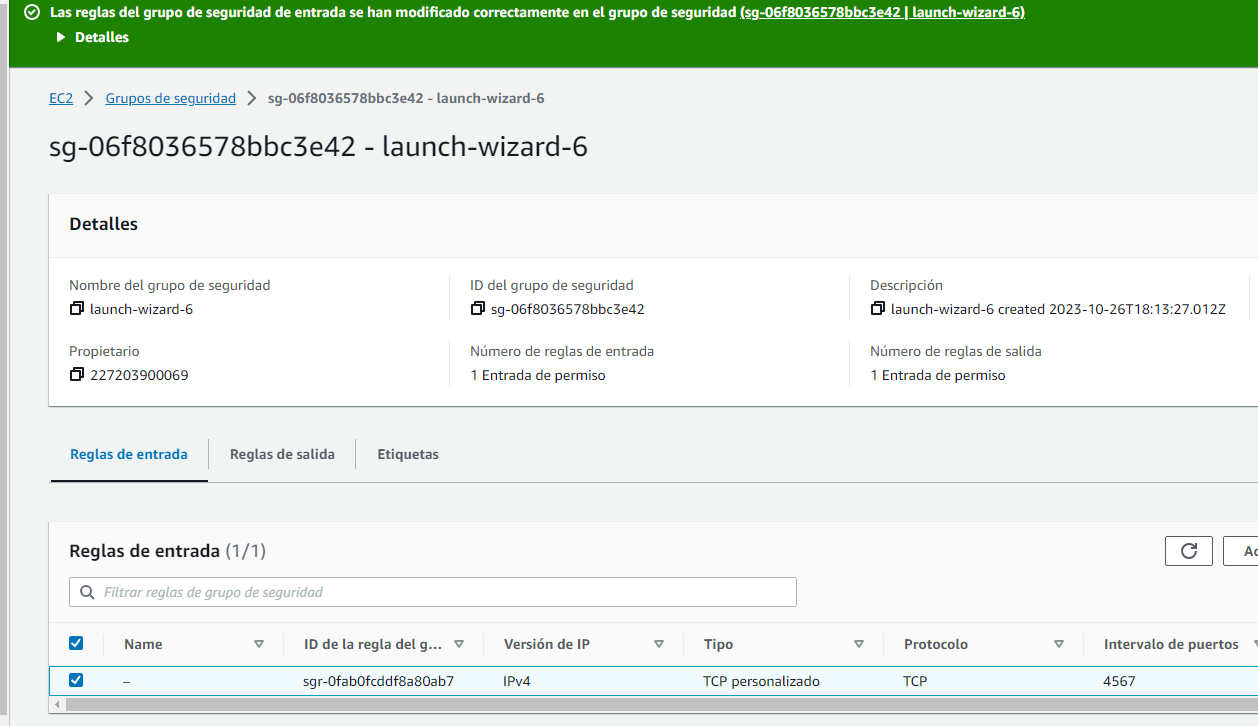 Las reglas del grupo de seguridad de entrada se han modificado correctamente en el grupo de seguridad (sg-06f8036578bbc3e42 | launch-wizard-6)
Detalles
EC2 > Grupos de seguridad > sg-06f8036578bbc3e42 - launch-wizard-6
sg-06f8036578bbc3e42 - launch-wizard-6
Detalles
Nombre del grupo de seguridad
launch-wizard-6
ID del grupo de seguridad
sg-06f8036578bbc3e42
Descripción
launch-wizard-6 created 2023-10-26T18:13:27.012Z
Propietario
227203900069
Número de reglas de entrada
1 Entrada de permiso
Número de reglas de salida
1 Entrada de permiso
Reglas de entrada Reglas de salida Etiquetas
Reglas de entrada (1/1)
Filtrar reglas de grupo de seguridad
Name ID de la regla del g... Versión de IP Tipo Protocolo Intervalo de puertos
– sgr-0fab0fcddf8a80ab7 IPv4 TCP personalizado TCP 4567